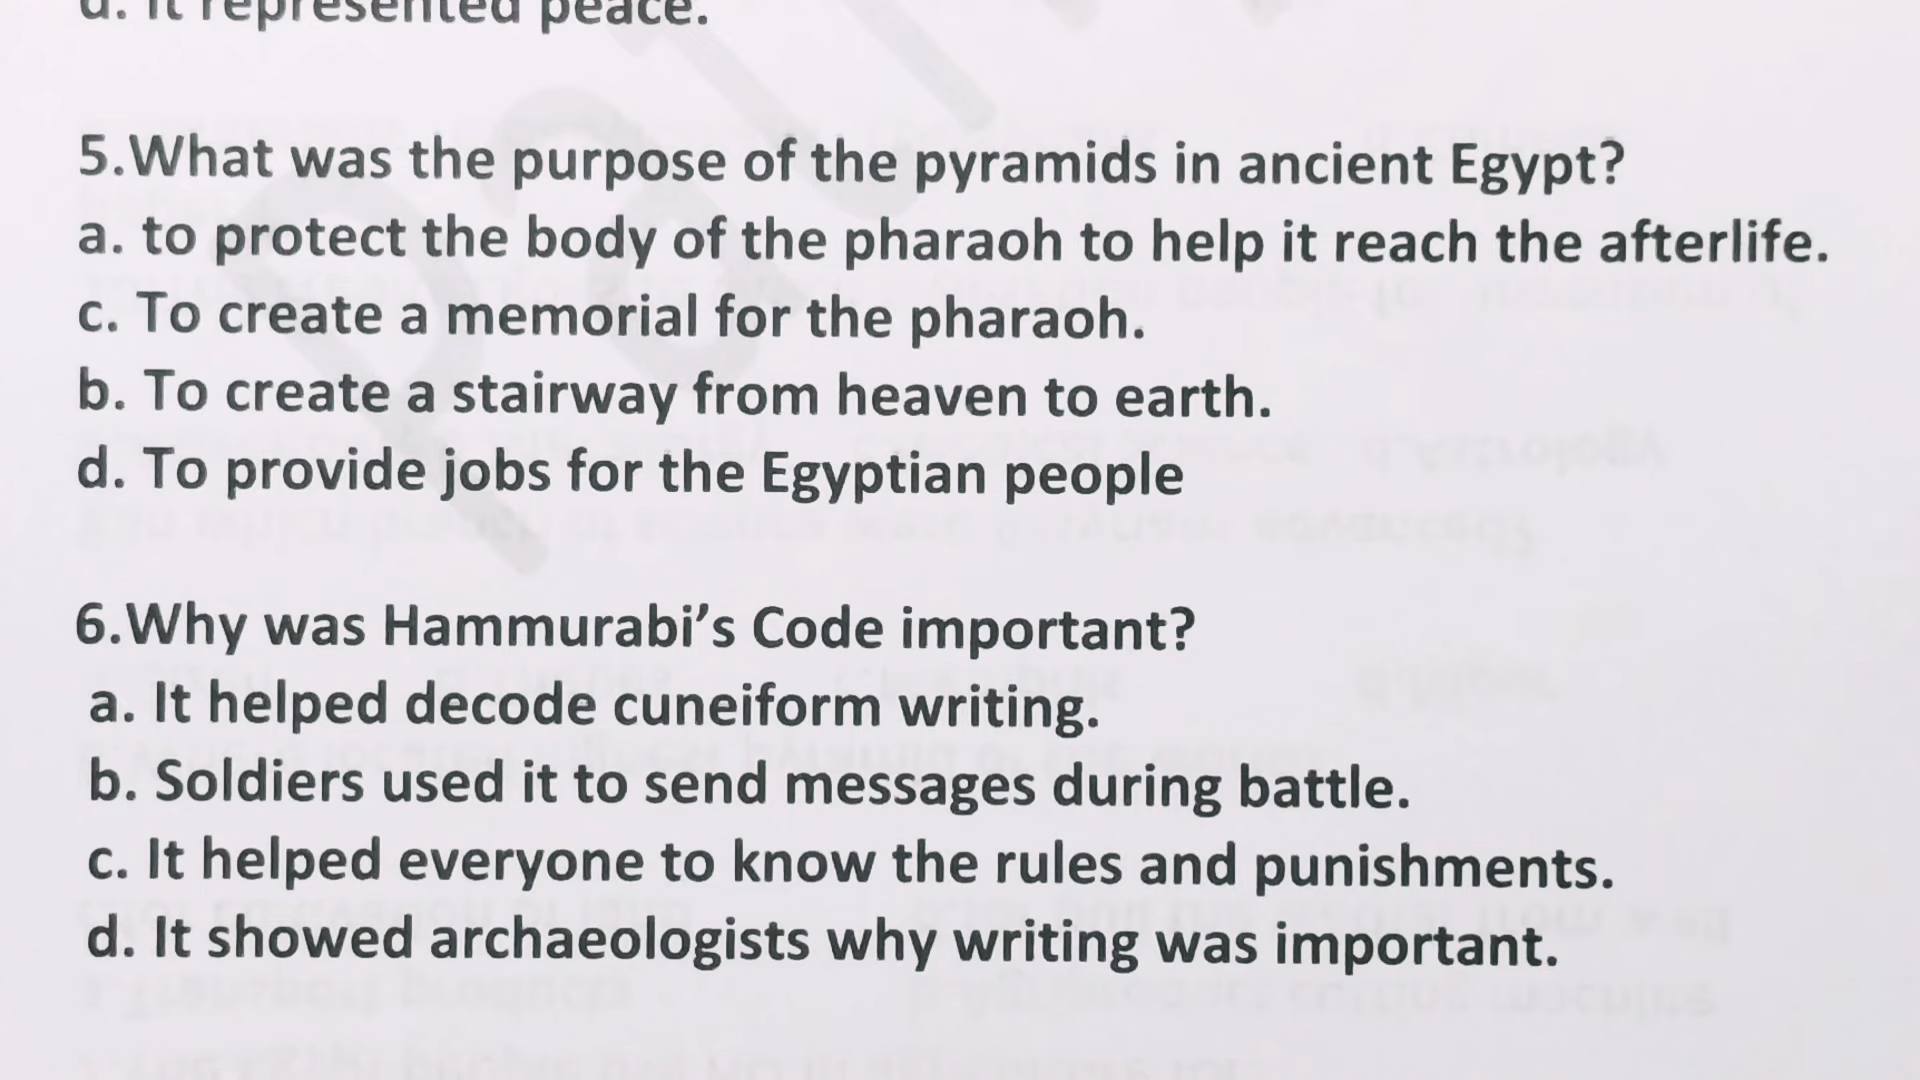 d. It represented peace.
5.What was the purpose of the pyramids in ancient Egypt?
a. to protect the body of the pharaoh to help it reach the afterlife.
c. To create a memorial for the pharaoh.
b. To create a stairway from heaven to earth.
d. To provide jobs for the Egyptian people
6.Why was Hammurabi’s Code important?
a. It helped decode cuneiform writing.
b. Soldiers used it to send messages during battle.
c. It helped everyone to know the rules and punishments.
d. It showed archaeologists why writing was important.